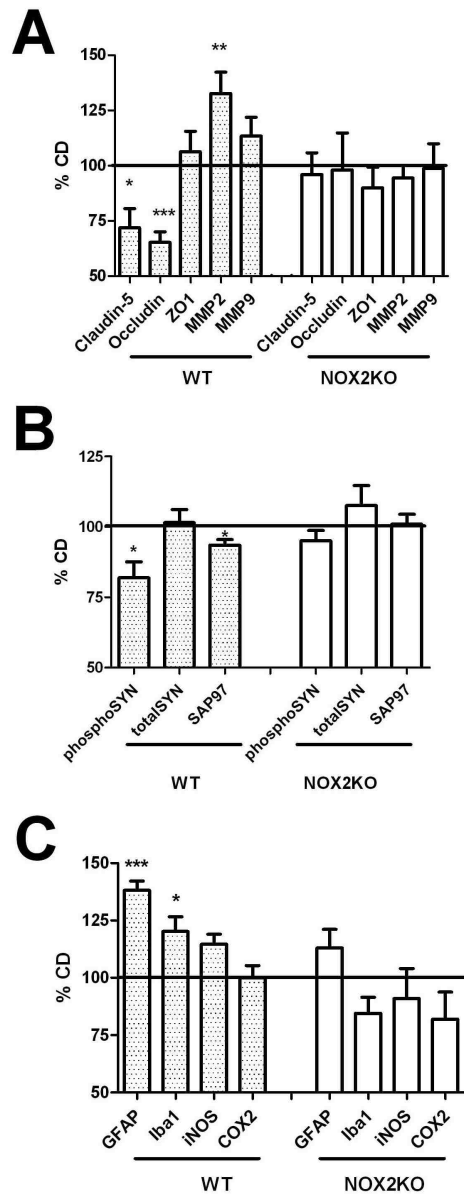 A
% CD
150
125
100
75
50
*
***
**
Claudin-5
Occludin
ZO1
MMP2
MMP9
Claudin-5
Occludin
ZO1
MMP2
MMP9
WT
NOX2KO
B
% CD
125
100
75
50
*
*
phosphoSYN
totalSYN
SAP97
phosphoSYN
totalSYN
SAP97
WT
NOX2KO
C
% CD
150
125
100
75
50
***
*
GFAP
Iba1
iNOS
COX2
GFAP
Iba1
iNOS
COX2
WT
NOX2KO